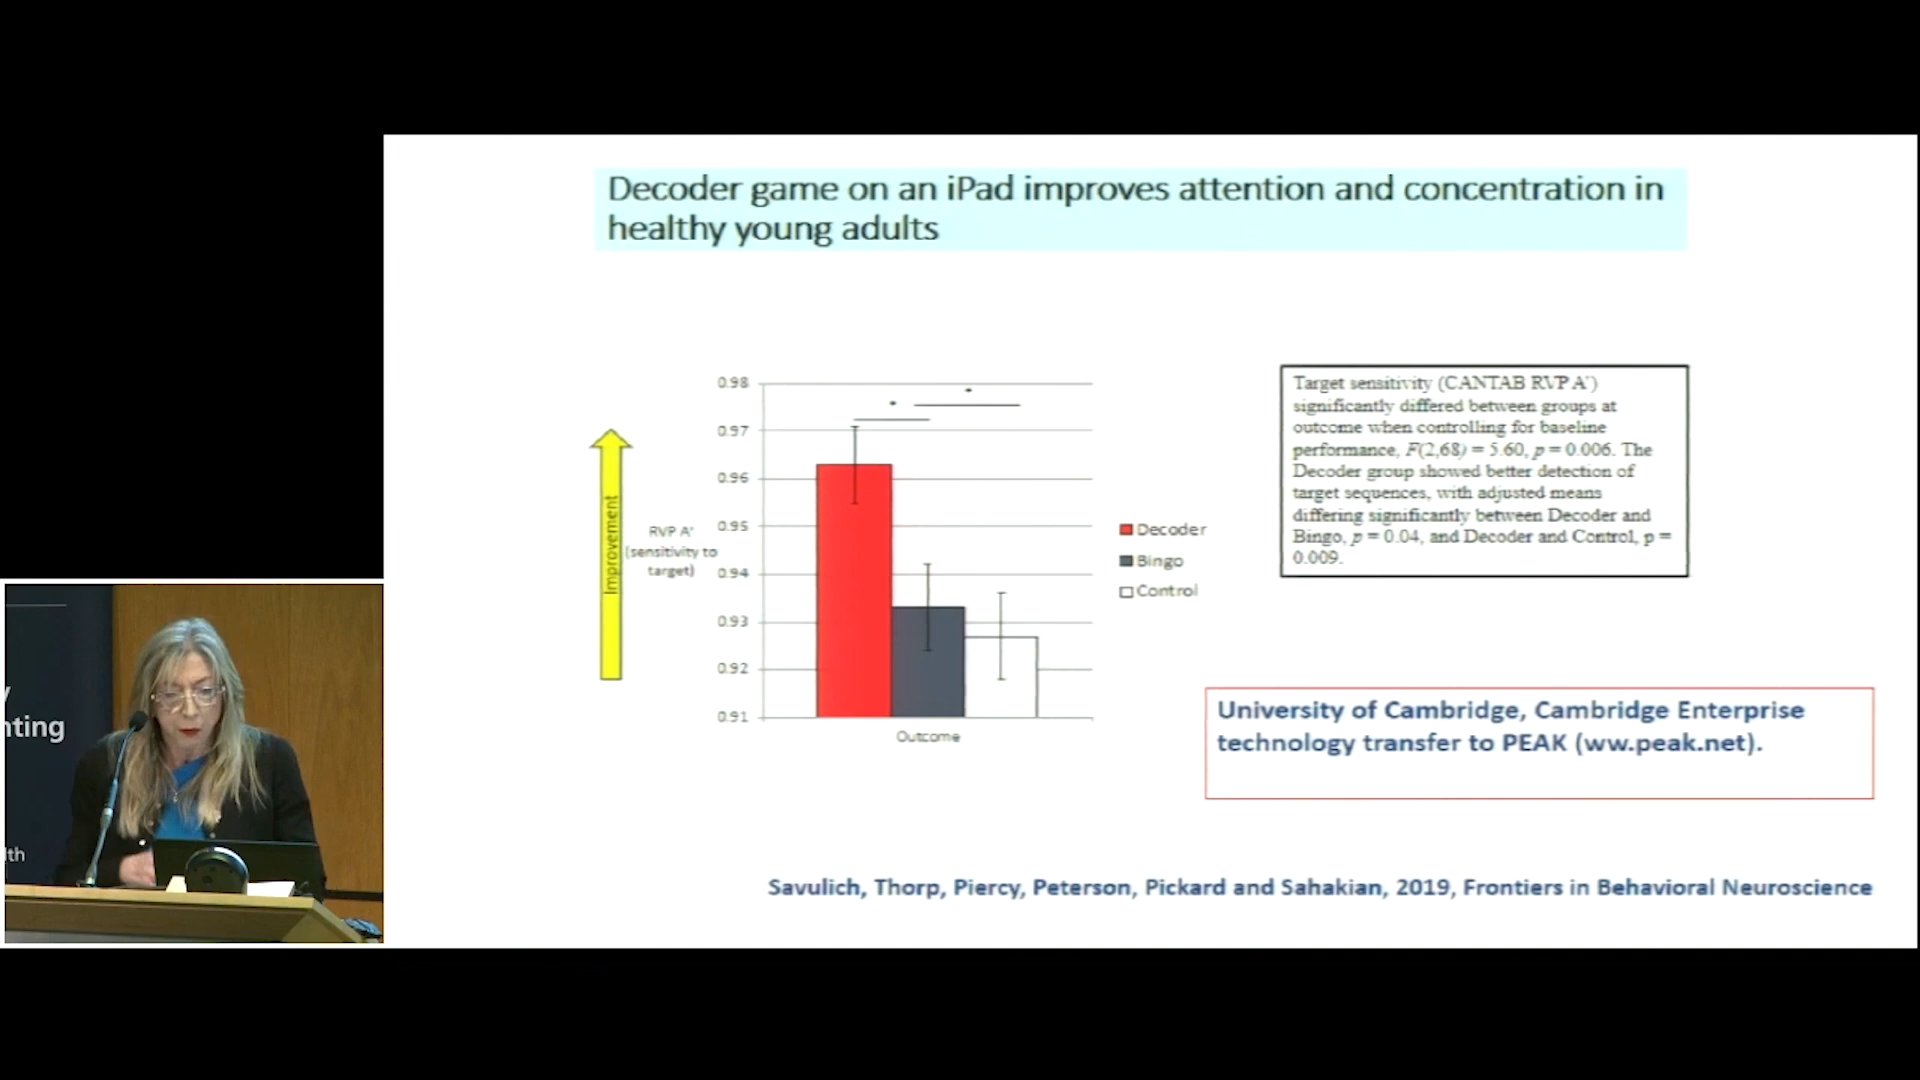 Decoder game on an iPad improves attention and concentration in
healthy young adults
0.98
0.97
0.96
0.95
0.94
0.93
0.92
0.91
Improvement
RVP A'
(sensitivity to
target)
Outcome
Decoder
Bingo
Control
Target sensitivity (CANTAB RVP A')
significantly differed between groups at
outcome when controlling for baseline
performance, F(2,68) = 5.60, p = 0.006. The
Decoder group showed better detection of
target sequences, with adjusted means
differing significantly between Decoder and
Bingo, p = 0.04, and Decoder and Control, p =
0.009.
University of Cambridge, Cambridge Enterprise
technology transfer to PEAK (ww.peak.net).
Savulich, Thorp, Piercy, Peterson, Pickard and Sahakian, 2019, Frontiers in Behavioral Neuroscience
y
nting
lth